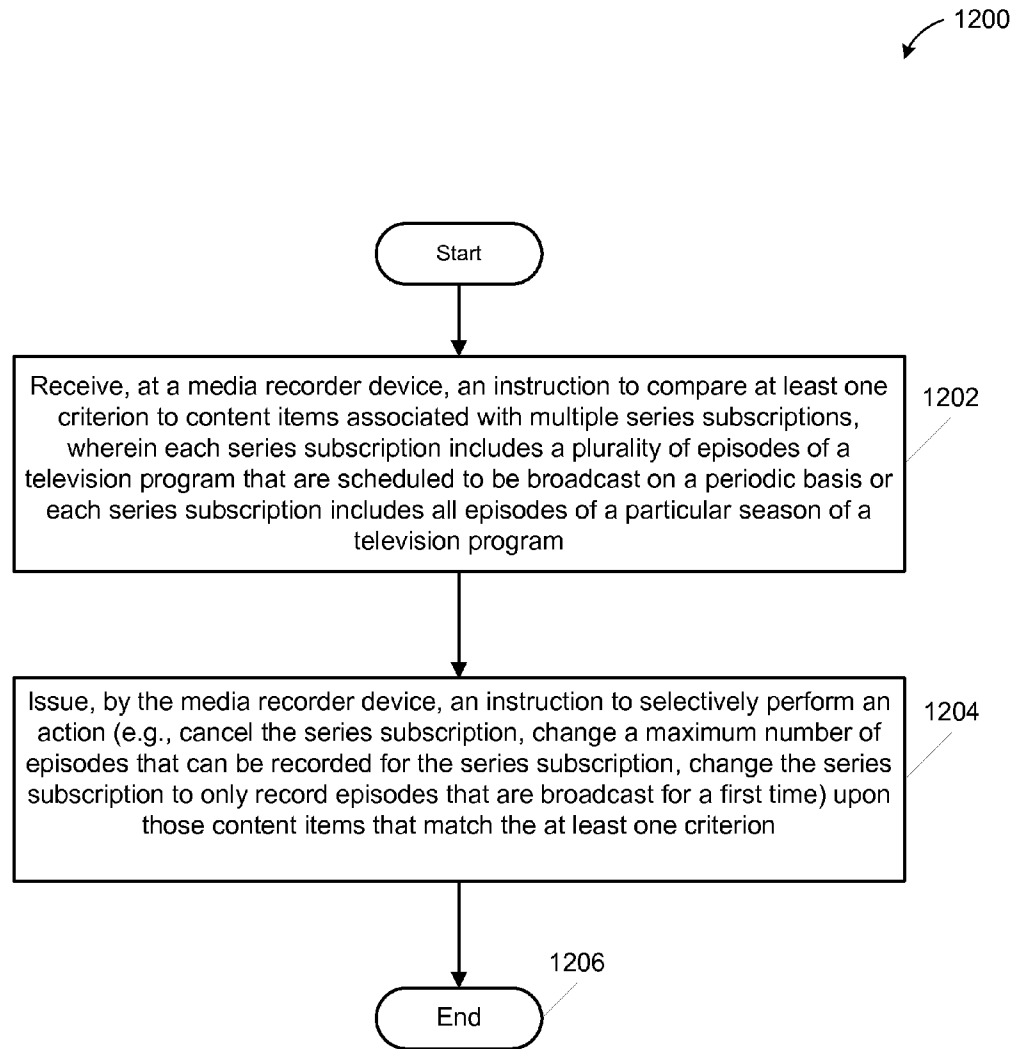 1200
Start
Receive, at a media recorder device, an instruction to compare at least one
criterion to content items associated with multiple series subscriptions,
wherein each series subscription includes a plurality of episodes of a
television program that are scheduled to be broadcast on a periodic basis or
each series subscription includes all episodes of a particular season of a
television program
1202
Issue, by the media recorder device, an instruction to selectively perform an
action (e.g., cancel the series subscription, change a maximum number of
episodes that can be recorded for the series subscription, change the series
subscription to only record episodes that are broadcast for a first time) upon
those content items that match the at least one criterion
1204
1206
End